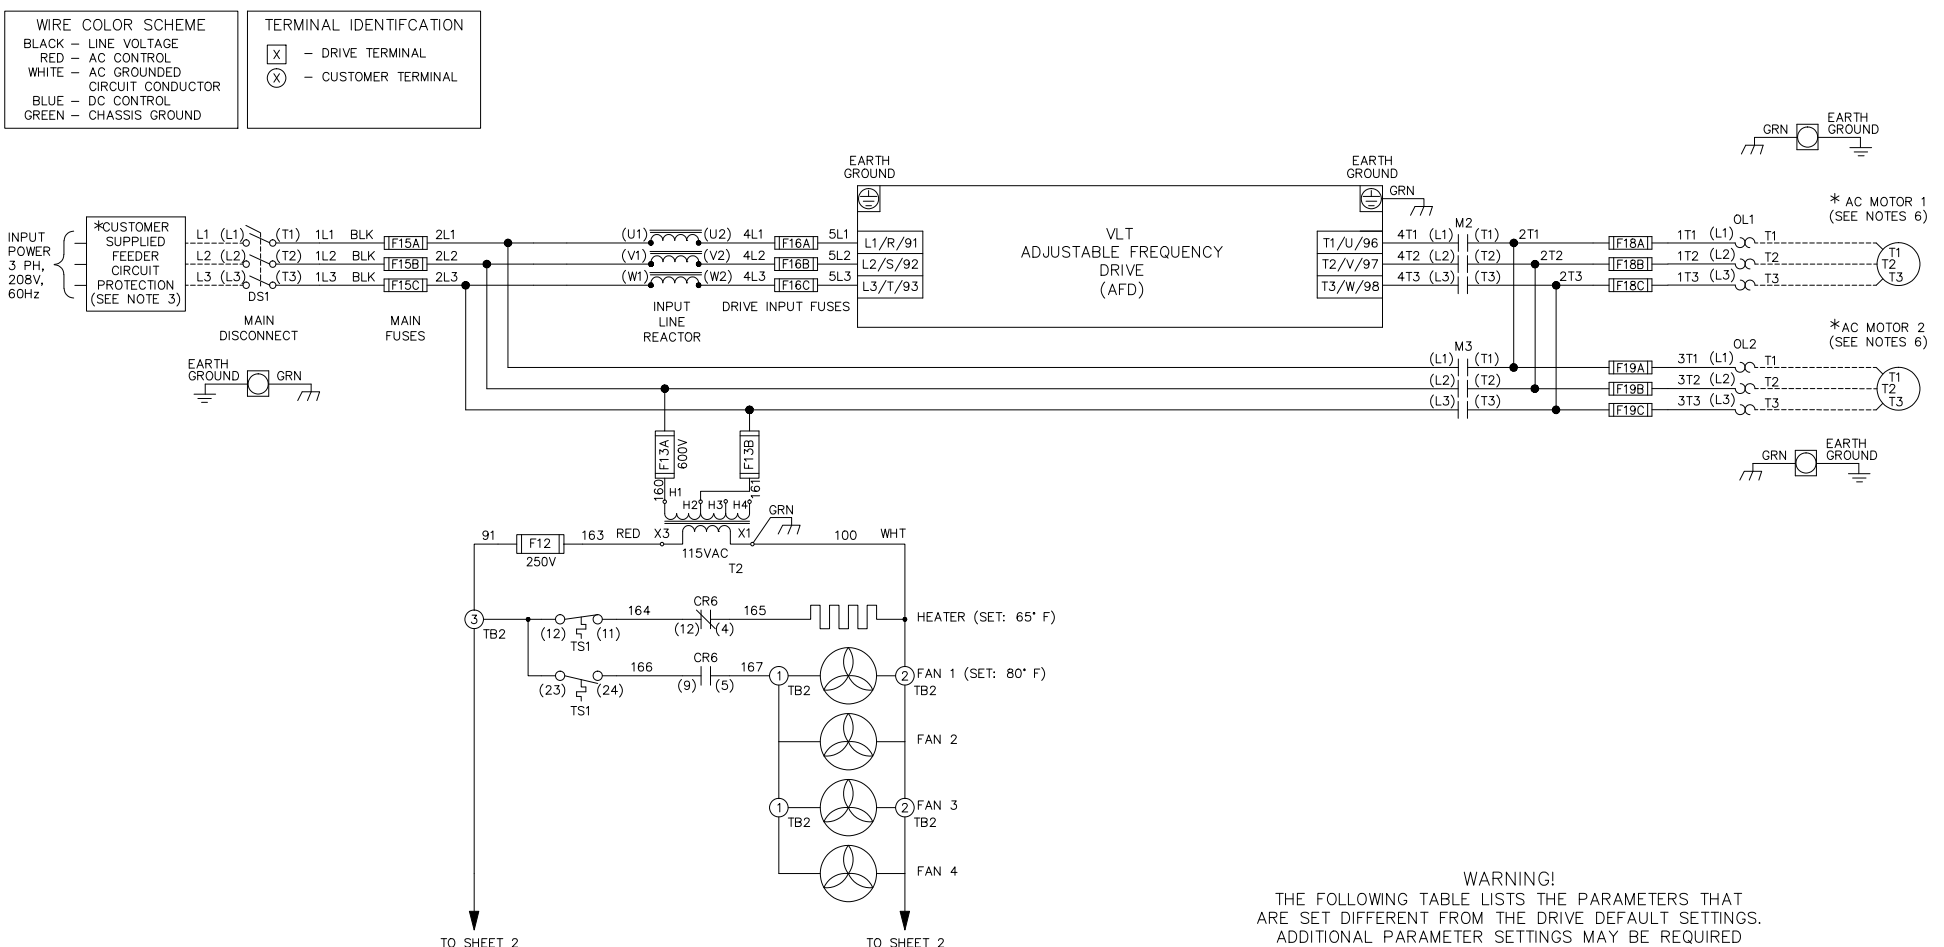 WIRE COLOR SCHEME
BLACK – LINE VOLTAGE
RED – AC CONTROL
WHITE – AC GROUNDED
CIRCUIT CONDUCTOR
BLUE – DC CONTROL
GREEN – CHASSIS GROUND
TERMINAL IDENTIFCATION
X – DRIVE TERMINAL
X – CUSTOMER TERMINAL
GRN EARTH
GROUND
INPUT
POWER
3 PH,
208V,
60Hz
*CUSTOMER
SUPPLIED
FEEDER
CIRCUIT
PROTECTION
(SEE NOTE 3)
L1 (L1) (T1) 1L1 BLK F15A 2L1
L2 (L2) (T2) 1L2 BLK F15B 2L2
L3 (L3) (T3) 1L3 BLK F15C 2L3
DS1
MAIN
DISCONNECT
MAIN
FUSES
EARTH
GROUND GRN
(U1) (U2) 4L1 F16A 5L1
(V1) (V2) 4L2 F16B 5L2
(W1) (W2) 4L3 F16C 5L3
INPUT
LINE
REACTOR
DRIVE INPUT FUSES
EARTH
GROUND
L1/R/91
L2/S/92
L3/T/93
VLT
ADJUSTABLE FREQUENCY
DRIVE
(AFD)
EARTH
GROUND
GRN
T1/U/96
T2/V/97
T3/W/98
M2
4T1 (L1) (T1) 2T1 F18A 1T1 (L1) T1
4T2 (L2) (T2) 2T2 F18B 1T2 (L2) T2
4T3 (L3) (T3) 2T3 F18C 1T3 (L3) T3
OL1
* AC MOTOR 1
(SEE NOTES 6)
T1
T2
T3
M3
(L1) (T1) F19A 3T1 (L1) T1
(L2) (T2) F19B 3T2 (L2) T2
(L3) (T3) F19C 3T3 (L3) T3
OL2
*AC MOTOR 2
(SEE NOTES 6)
T1
T2
T3
GRN EARTH
GROUND
F13A
600V
F13B
160
161
H1
H2 H3 H4
GRN
91 F12 163 RED X3 X1 100 WHT
250V
115VAC
T2
3
TB2
(12) (11) 164 CR6 (12) (4) 165 HEATER (SET: 65° F)
TS1
(23) (24) 166 CR6 (9) (5) 167 1 2 FAN 1 (SET: 80° F)
TS1
TB2 TB2
FAN 2
1 2 FAN 3
TB2 TB2
FAN 4
TO SHEET 2 TO SHEET 2
WARNING!
THE FOLLOWING TABLE LISTS THE PARAMETERS THAT
ARE SET DIFFERENT FROM THE DRIVE DEFAULT SETTINGS.
ADDITIONAL PARAMETER SETTINGS MAY BE REQUIRED